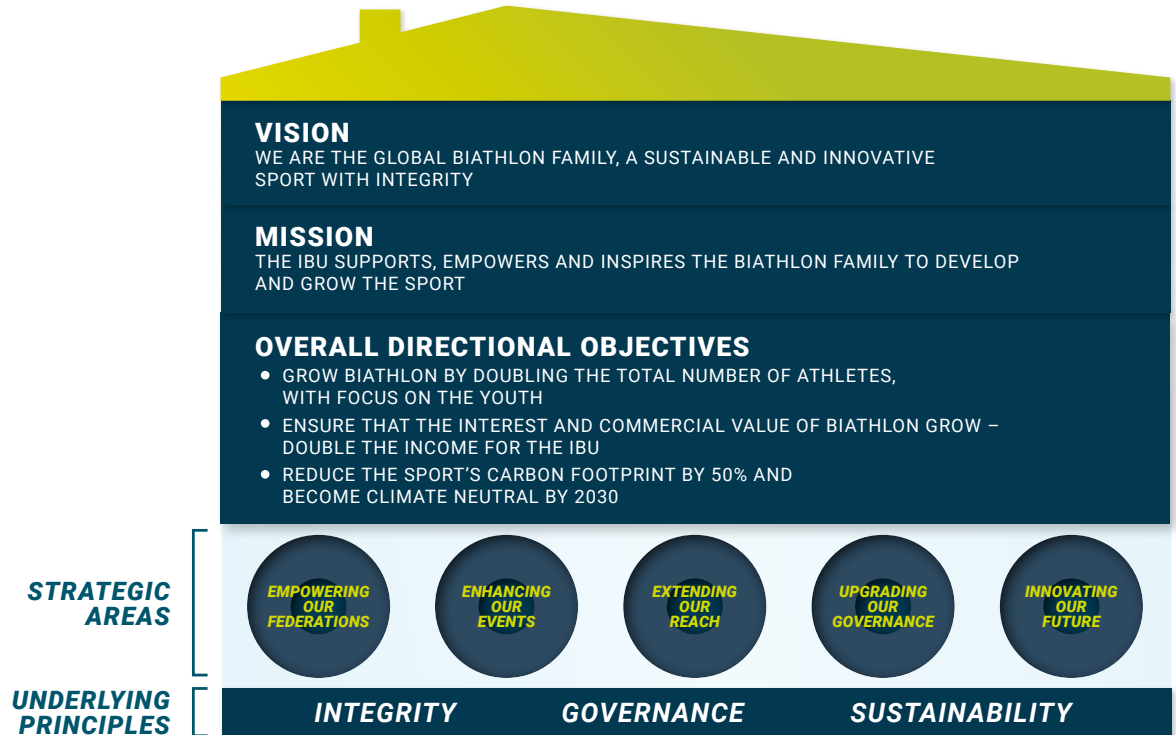 VISION
WE ARE THE GLOBAL BIATHLON FAMILY, A SUSTAINABLE AND INNOVATIVE
SPORT WITH INTEGRITY
MISSION
THE IBU SUPPORTS, EMPOWERS AND INSPIRES THE BIATHLON FAMILY TO DEVELOP
AND GROW THE SPORT
OVERALL DIRECTIONAL OBJECTIVES
• GROW BIATHLON BY DOUBLING THE TOTAL NUMBER OF ATHLETES,
WITH FOCUS ON THE YOUTH
• ENSURE THAT THE INTEREST AND COMMERCIAL VALUE OF BIATHLON GROW –
DOUBLE THE INCOME FOR THE IBU
• REDUCE THE SPORT'S CARBON FOOTPRINT BY 50% AND
BECOME CLIMATE NEUTRAL BY 2030
STRATEGIC
AREAS
EMPOWERING
OUR
FEDERATIONS
ENHANCING
OUR
EVENTS
EXTENDING
OUR
REACH
UPGRADING
OUR
GOVERNANCE
INNOVATING
OUR
FUTURE
UNDERLYING
PRINCIPLES
INTEGRITY GOVERNANCE SUSTAINABILITY